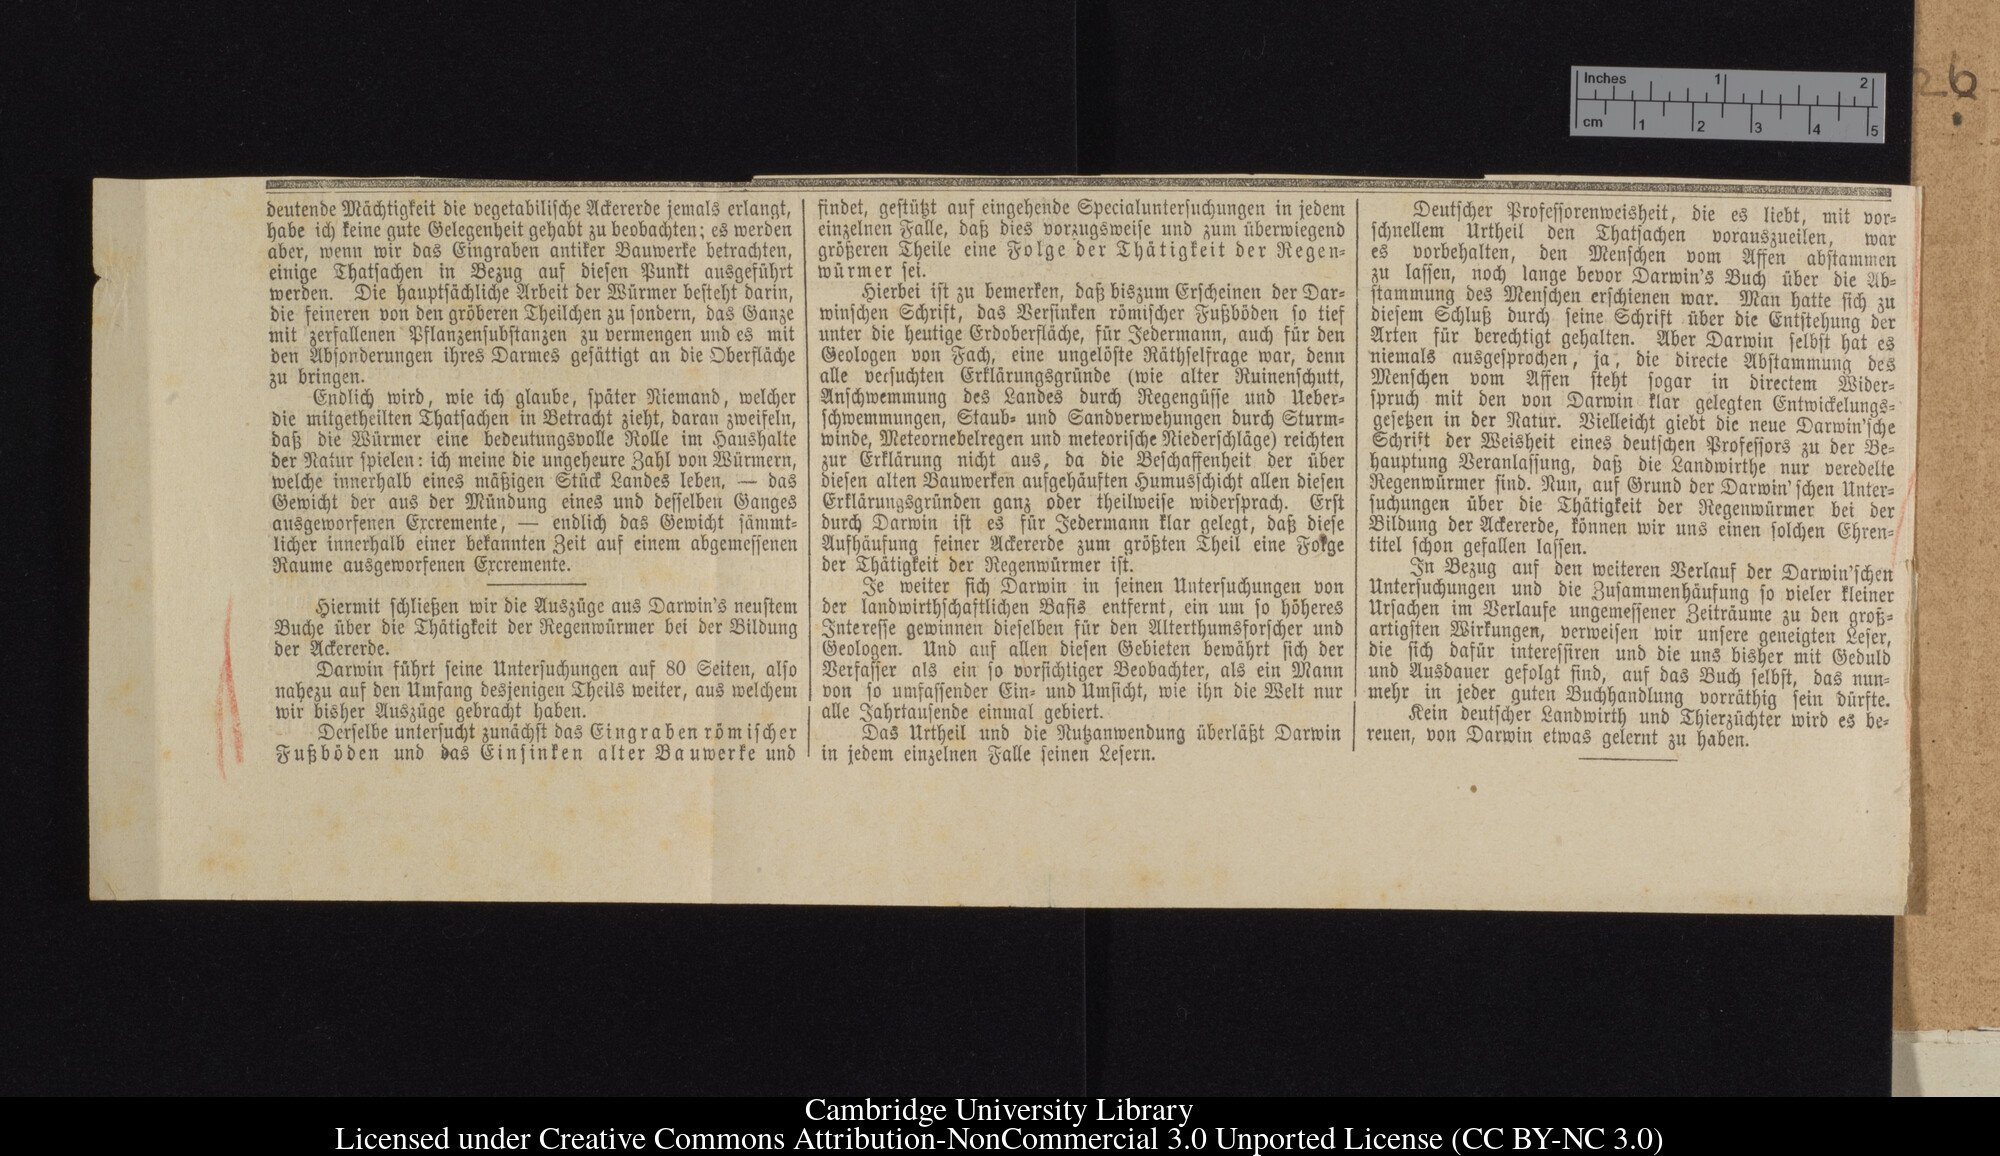 Inches 1 2
cm 1 2 3 4 5
26
deutende Mächtigkeit die vegetabilische Ackererde jemals erlangt,
habe ich keine gute Gelegenheit gehabt zu beobachten; es werden
aber, wenn wir das Eingraben antiker Bauwerke betrachten,
einige Thatsachen in Bezug auf diesen Punkt ausgeführt
werden. Die hauptsächliche Arbeit der Würmer besteht darin,
die feineren von den gröberen Theilchen zu sondern, das Ganze
mit zerfallenen Pflanzensubstanzen zu vermengen und es mit
den Absonderungen ihres Darmes gesättigt an die Oberfläche
zu bringen.
Endlich wird, wie ich glaube, später Niemand, welcher
die mitgetheilten Thatsachen in Betracht zieht, daran zweifeln,
daß die Würmer eine bedeutungsvolle Rolle im Haushalte
der Natur spielen: ich meine die ungeheure Zahl von Würmern,
welche innerhalb eines mäßigen Stück Landes leben, — das
Gewicht der aus der Mündung eines und desselben Ganges
ausgeworfenen Excremente, — endlich das Gewicht sämmt-
licher innerhalb einer bekannten Zeit auf einem abgemessenen
Raume ausgeworfenen Excremente.
Hiermit schließen wir die Auszüge aus Darwin's neustem
Buche über die Thätigkeit der Regenwürmer bei der Bildung
der Ackererde.
Darwin führt seine Untersuchungen auf 80 Seiten, also
nahezu auf den Umfang desjenigen Theils weiter, aus welchem
wir bisher Auszüge gebracht haben.
Derselbe untersucht zunächst das Eingraben römischer
Fußböden und das Einsinken alter Bauwerke und
findet, gestützt auf eingehende Specialuntersuchungen in jedem
einzelnen Falle, daß dies vorzugsweise und zum überwiegend
größeren Theile eine Folge der Thätigkeit der Regen-
würmer sei.
Hierbei ist zu bemerken, daß biszum Erscheinen der Dar-
winschen Schrift, das Versinken römischer Fußböden so tief
unter die heutige Erdoberfläche, für Jedermann, auch für den
Geologen von Fach, eine ungelöste Räthselfrage war, denn
alle versuchten Erklärungsgründe (wie alter Ruinenschutt,
Anschwemmung des Landes durch Regengüsse und Ueber-
schwemmungen, Staub- und Sandverwehungen durch Sturm-
winde, Meteornebelregen und meteorische Niederschläge) reichten
zur Erklärung nicht aus, da die Beschaffenheit der über
diesen alten Bauwerken aufgehäuften Humusschicht allen diesen
Erklärungsgründen ganz oder theilweise widersprach. Erst
durch Darwin ist es für Jedermann klar gelegt, daß diese
Aufhäufung feiner Ackererde zum größten Theil eine Folge
der Thätigkeit der Regenwürmer ist.
Je weiter sich Darwin in seinen Untersuchungen von
der landwirthschaftlichen Basis entfernt, ein um so höheres
Interesse gewinnen dieselben für den Alterthumsforscher und
Geologen. Und auf allen diesen Gebieten bewährt sich der
Verfasser als ein so vorsichtiger Beobachter, als ein Mann
von so umfassender Ein- und Umsicht, wie ihn die Welt nur
alle Jahrtausende einmal gebiert.
Das Urtheil und die Nutzanwendung überläßt Darwin
in jedem einzelnen Falle seinen Lesern.
Deutscher Professorenweisheit, die es liebt, mit vor-
schnellem Urtheil den Thatsachen vorauszueilen, war
es vorbehalten, den Menschen vom Affen abstammen
zu lassen, noch lange bevor Darwin's Buch über die Ab-
stammung des Menschen erschienen war. Man hatte sich zu
diesem Schluß durch seine Schrift über die Entstehung der
Arten für berechtigt gehalten. Aber Darwin selbst hat es
niemals ausgesprochen, ja, die directe Abstammung des
Menschen vom Affen steht sogar in directem Wider-
spruch mit den von Darwin klar gelegten Entwickelungs-
gesetzen in der Natur. Vielleicht giebt die neue Darwin'sche
Schrift der Weisheit eines deutschen Professors zu der Be-
hauptung Veranlassung, daß die Landwirthe nur veredelte
Regenwürmer sind. Nun, auf Grund der Darwin'schen Unter-
suchungen über die Thätigkeit der Regenwürmer bei der
Bildung der Ackererde, können wir uns einen solchen Ehren-
titel schon gefallen lassen.
In Bezug auf den weiteren Verlauf der Darwin'schen
Untersuchungen und die Zusammenhäufung so vieler kleiner
Ursachen im Verlaufe ungemessener Zeiträume zu den groß-
artigsten Wirkungen, verweisen wir unsere geneigten Leser,
die sich dafür interessiren und die uns bisher mit Geduld
und Ausdauer gefolgt sind, auf das Buch selbst, das nun-
mehr in jeder guten Buchhandlung vorräthig sein dürfte.
Kein deutscher Landwirth und Thierzüchter wird es be-
reuen, von Darwin etwas gelernt zu haben.
Cambridge University Library
Licensed under Creative Commons Attribution-NonCommercial 3.0 Unported License (CC BY-NC 3.0)